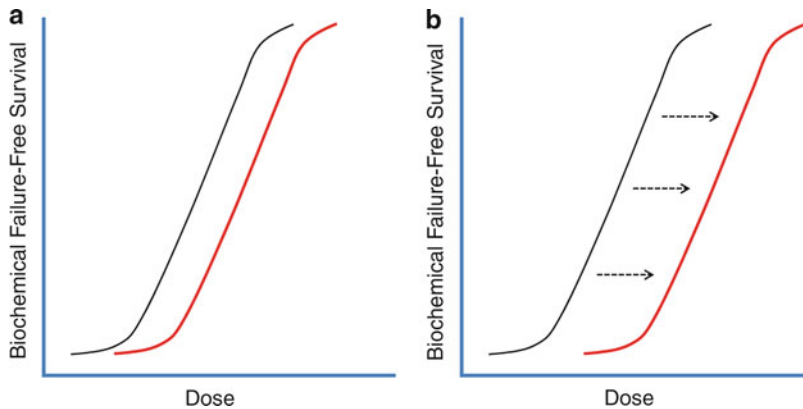 a
Biochemical Failure-Free Survival
Dose
b
Biochemical Failure-Free Survival
Dose